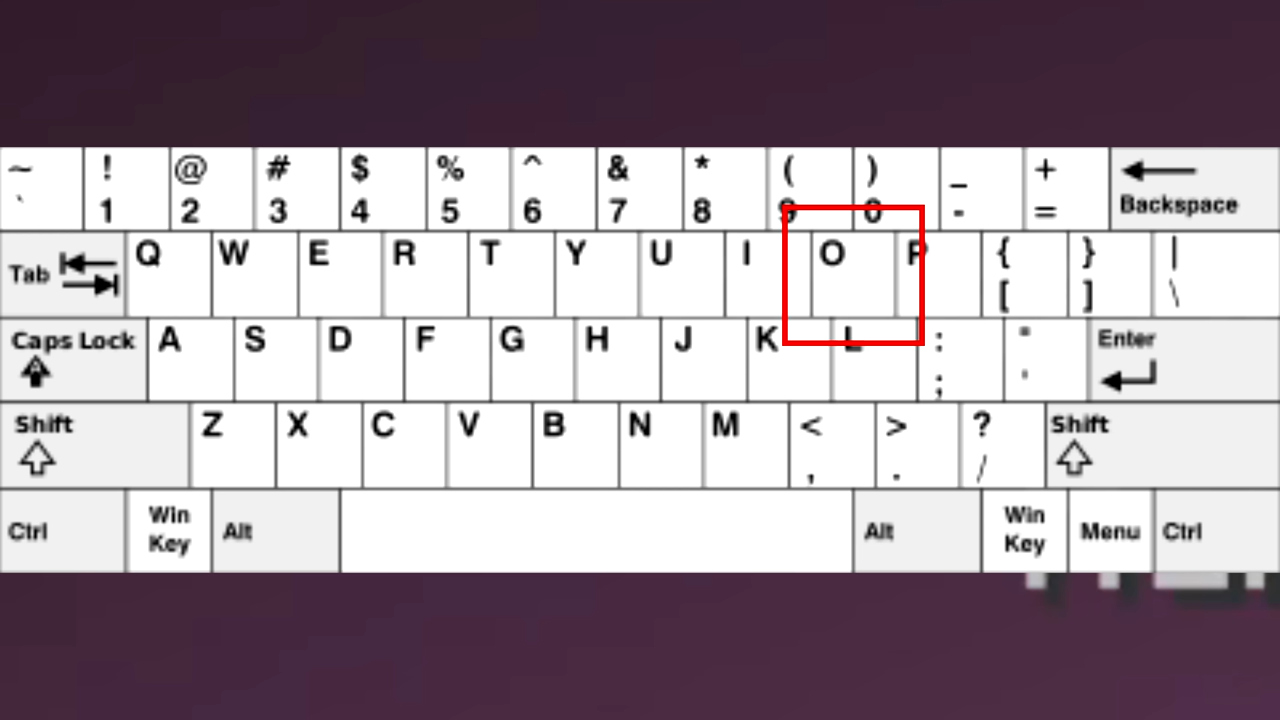 ~ ! @ # $ % ^ & * ( ) _ +
` 1 2 3 4 5 6 7 8 9 0 - = Backspace
Tab Q W E R T Y U I O P { } |
[ ] \
Caps Lock A S D F G H J K L : " Enter
; '
Shift Z X C V B N M < > ? Shift
, . /
Ctrl Win Key Alt Alt Win Key Menu Ctrl